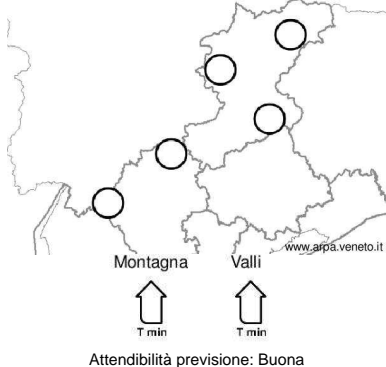 www.arpa.veneto.it
Montagna Valli
T min T min
Attendibilità previsione: Buona